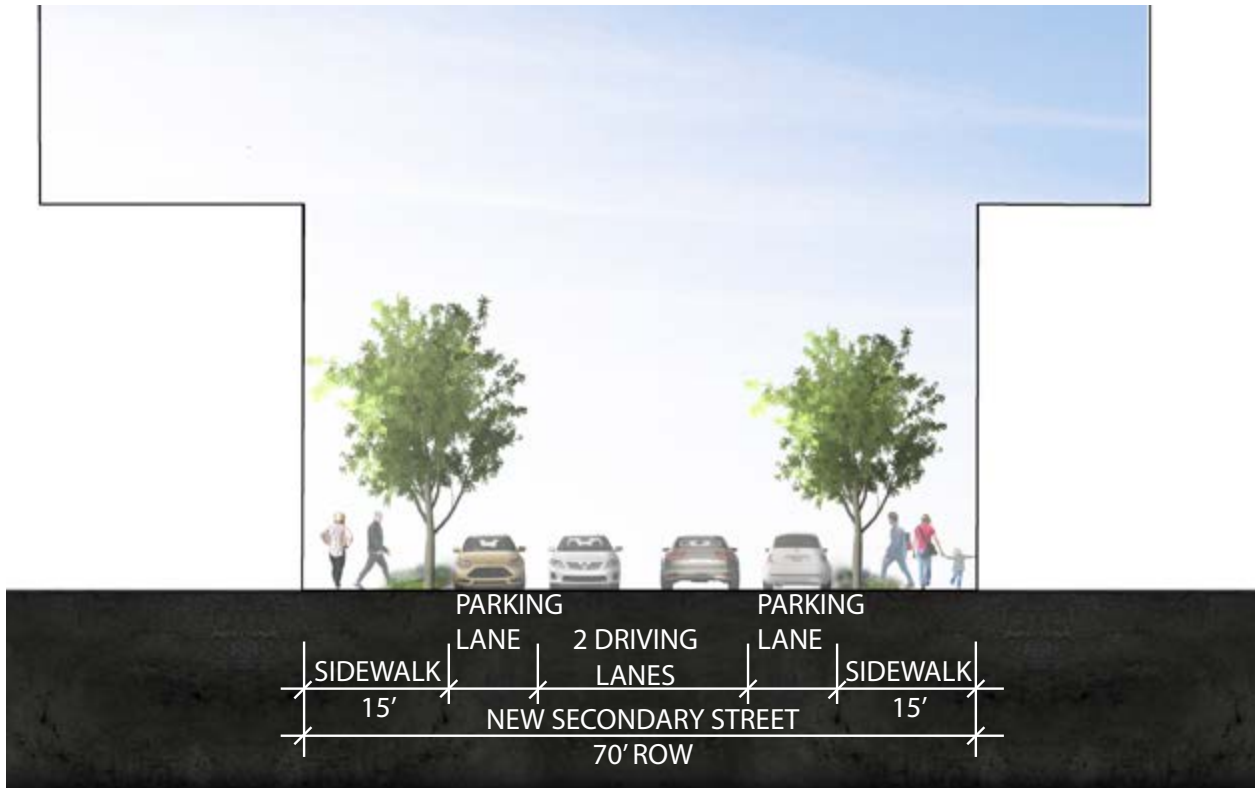 PARKING
LANE
PARKING
LANE
2 DRIVING
LANES
SIDEWALK
15’
SIDEWALK
15’
NEW SECONDARY STREET
70’ ROW